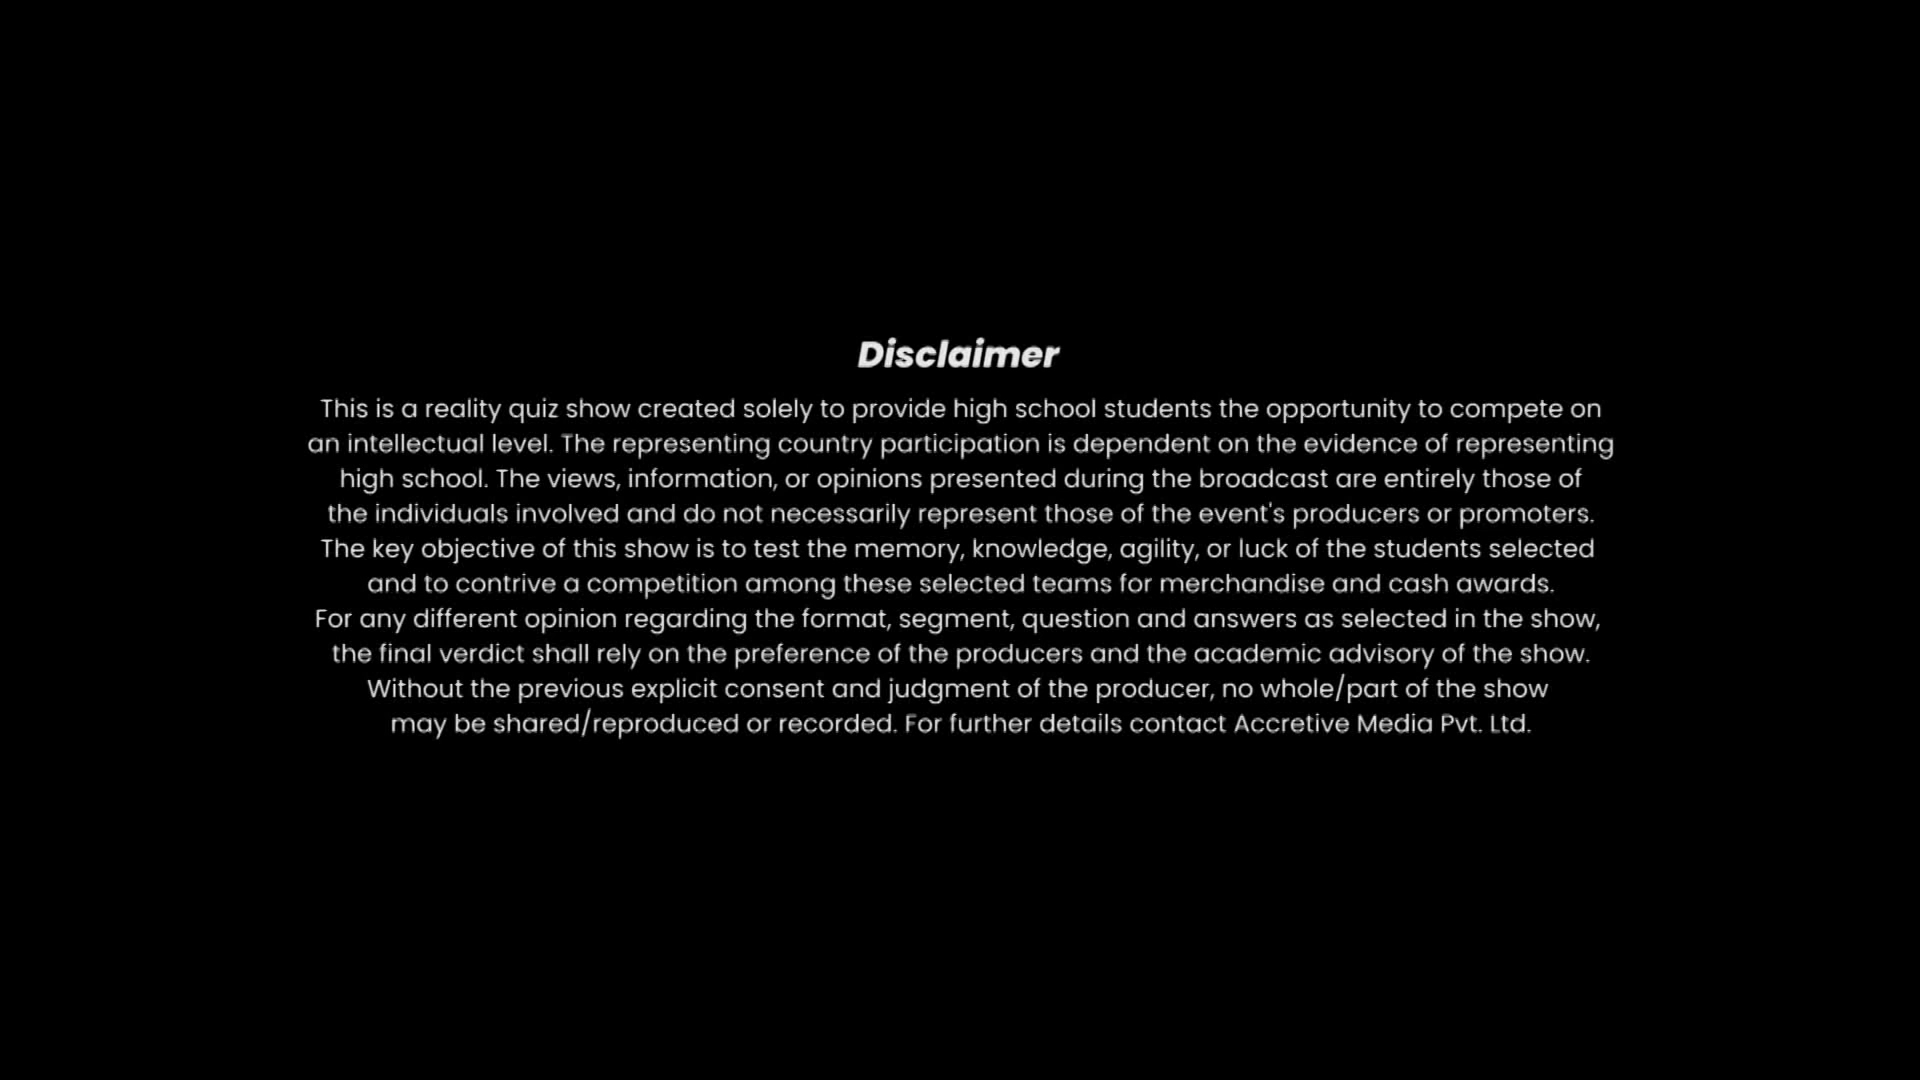 Disclaimer
This is a reality quiz show created solely to provide high school students the opportunity to compete on
an intellectual level. The representing country participation is dependent on the evidence of representing
high school. The views, information, or opinions presented during the broadcast are entirely those of
the individuals involved and do not necessarily represent those of the event's producers or promoters.
The key objective of this show is to test the memory, knowledge, agility, or luck of the students selected
and to contrive a competition among these selected teams for merchandise and cash awards.
For any different opinion regarding the format, segment, question and answers as selected in the show,
the final verdict shall rely on the preference of the producers and the academic advisory of the show.
Without the previous explicit consent and judgment of the producer, no whole/part of the show
may be shared/reproduced or recorded. For further details contact Accretive Media Pvt. Ltd.